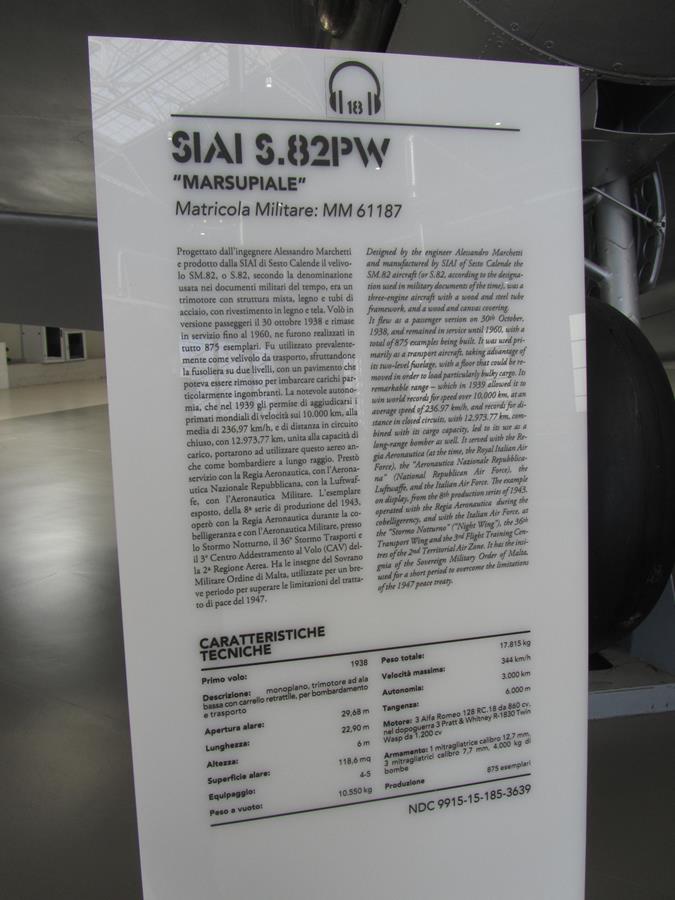 18
SIAI S.82PW
"MARSUPIALE"
Matricola Militare: MM 61187
Progettato dall'ingegnere Alessandro Marchetti
e prodotto dalla SIAI di Sesto Calende il velivo-
lo SM.82, o S.82, secondo la denominazione
usata nei documenti militari del tempo, era un
trimotore con struttura mista, legno e tubi di
acciaio, con rivestimento in legno e tela. Volò in
versione passeggeri il 30 ottobre 1938 e rimase
in servizio fino al 1960, ne furono realizzati in
tutto 875 esemplari. Fu utilizzato prevalente-
mente come velivolo da trasporto, sfruttandone
la fusoliera su due livelli, con un pavimento che
poteva essere rimosso per imbarcare carichi par-
ticolarmente ingombranti. La notevole autono-
mia, che nel 1939 gli permise di aggiudicarsi i
primati mondiali di velocità sui 10.000 km, alla
media di 236,97 km/h, e di distanza in circuito
chiuso, con 12.973,77 km, unita alla capacità di
carico, portarono ad utilizzare questo aereo an-
che come bombardiere a lungo raggio. Prestò
servizio con la Regia Aeronautica, con l'Aerona-
utica Nazionale Repubblicana, con la Luftwaf-
fe, con l'Aeronautica Militare. L'esemplare
esposto, della 8ª serie di produzione del 1943,
operò con la Regia Aeronautica durante la co-
belligeranza e con l'Aeronautica Militare, presso
lo Stormo Notturno, il 36° Stormo Trasporti e
il 3° Centro Addestramento al Volo (CAV) del-
la 2ª Regione Aerea. Ha le insegne del Sovrano
Militare Ordine di Malta, utilizzate per un bre-
ve periodo per superare le limitazioni del tratta-
to di pace del 1947.
Designed by the engineer Alessandro Marchetti
and manufactured by SIAI of Sesto Calende the
SM.82 aircraft (or S.82, according to the designa-
tion used in military documents of the time), was a
three-engine aircraft with a wood and steel tube
framework, and a wood and canvas covering.
It flew as a passenger version on 30th October,
1938, and remained in service until 1960, with a
total of 875 examples being built. It was used pri-
marily as a transport aircraft, taking advantage of
its two-level fuselage, with a floor that could be re-
moved in order to load particularly bulky cargo. Its
remarkable range – which in 1939 allowed it to
win world records for speed over 10,000 km, at an
average speed of 236.97 km/h, and records for di-
stance in closed circuits, with 12,973.77 km, com-
bined with its cargo capacity, led to its use as a
long-range bomber as well. It served with the Re-
gia Aeronautica (at the time, the Royal Italian Air
Force), the "Aeronautica Nazionale Repubblica-
na" (National Republican Air Force), the
Luftwaffe, and the Italian Air Force. The example
on display, from the 8th production series of 1943,
operated with the Regia Aeronautica during the
cobelligerency, and with the Italian Air Force, at
the "Stormo Notturno" ("Night Wing"), the 36th
Transport Wing and the 3rd Flight Training Cen-
tres of the 2nd Territorial Air Zone. It has the insi-
gnia of the Sovereign Military Order of Malta,
used for a short period to overcome the limitations
of the 1947 peace treaty.
CARATTERISTICHE
TECNICHE
Primo volo: 1938
Descrizione: monoplano, trimotore ad ala
bassa con carrello retrattile, per bombardamento
e trasporto
Apertura alare: 29,68 m
Lunghezza: 22,90 m
Altezza: 6 m
Superficie alare: 118,6 mq
Equipaggio: 4-5
Peso a vuoto: 10.550 kg
Peso totale: 17.815 kg
Velocità massima: 344 km/h
Autonomia: 3.000 km
Tangenza: 6.000 m
Motore: 3 Alfa Romeo 128 RC.18 da 860 cv,
nel dopoguerra 3 Pratt & Whitney R-1830 Twin
Wasp da 1.200 cv
Armamento: 1 mitragliatrice calibro 12,7 mm,
3 mitragliatrici calibro 7,7 mm, 4.000 kg di
bombe
Produzione 875 esemplari
NDC 9915-15-185-3639